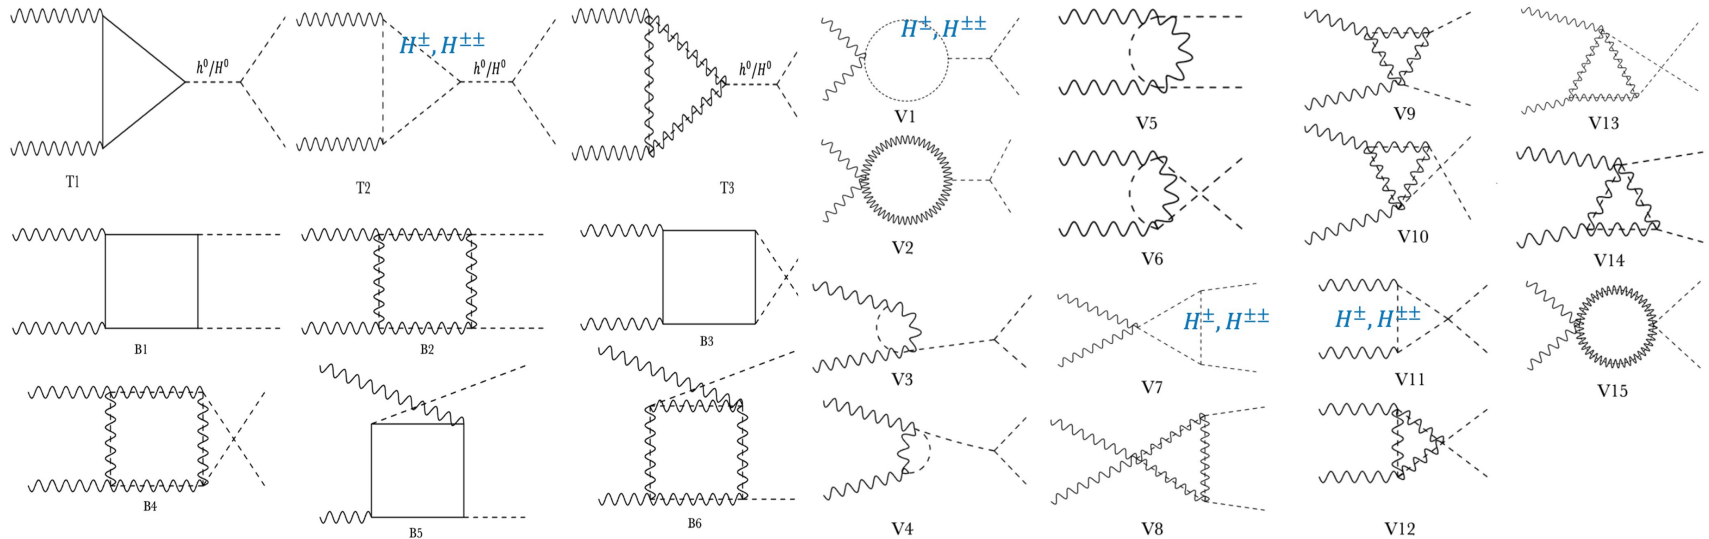 H±, H±±
h⁰/H⁰
h⁰/H⁰
h⁰/H⁰
T1
T2
T3
H±, H±±
V1
V5
V9
V13
V2
V6
V10
V14
B1
B2
B3
V3
H±, H±±
V7
H±, H±±
V11
V15
B4
B5
B6
V4
V8
V12